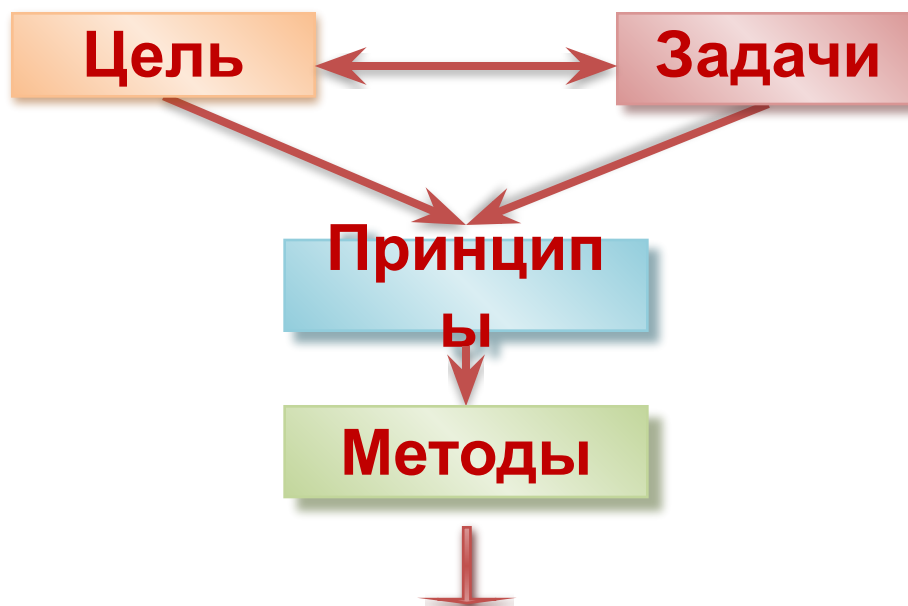 Цель
Задачи
Принцип
ы
Методы